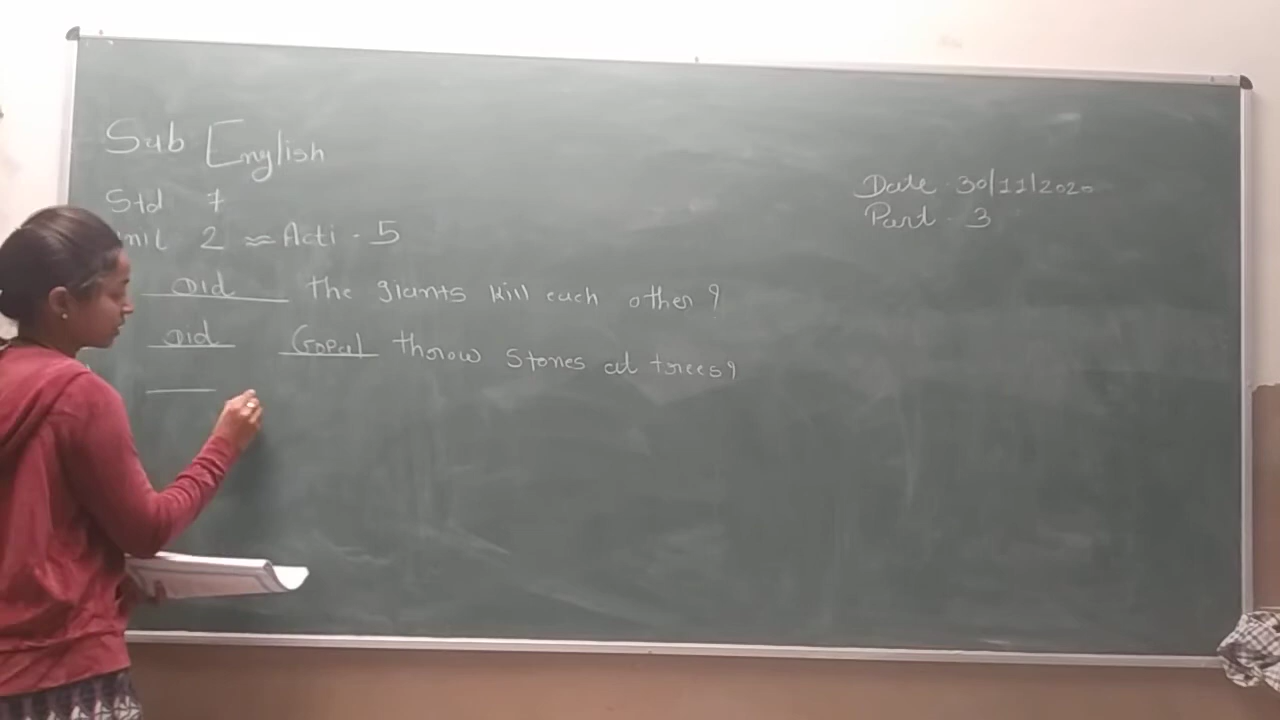 Sub English
Std 7
Unit 2 ≈ Acti - 5
Date - 30/11/2020
Part - 3
Did the giants kill each other ?
Did Gopal throw stones at trees?